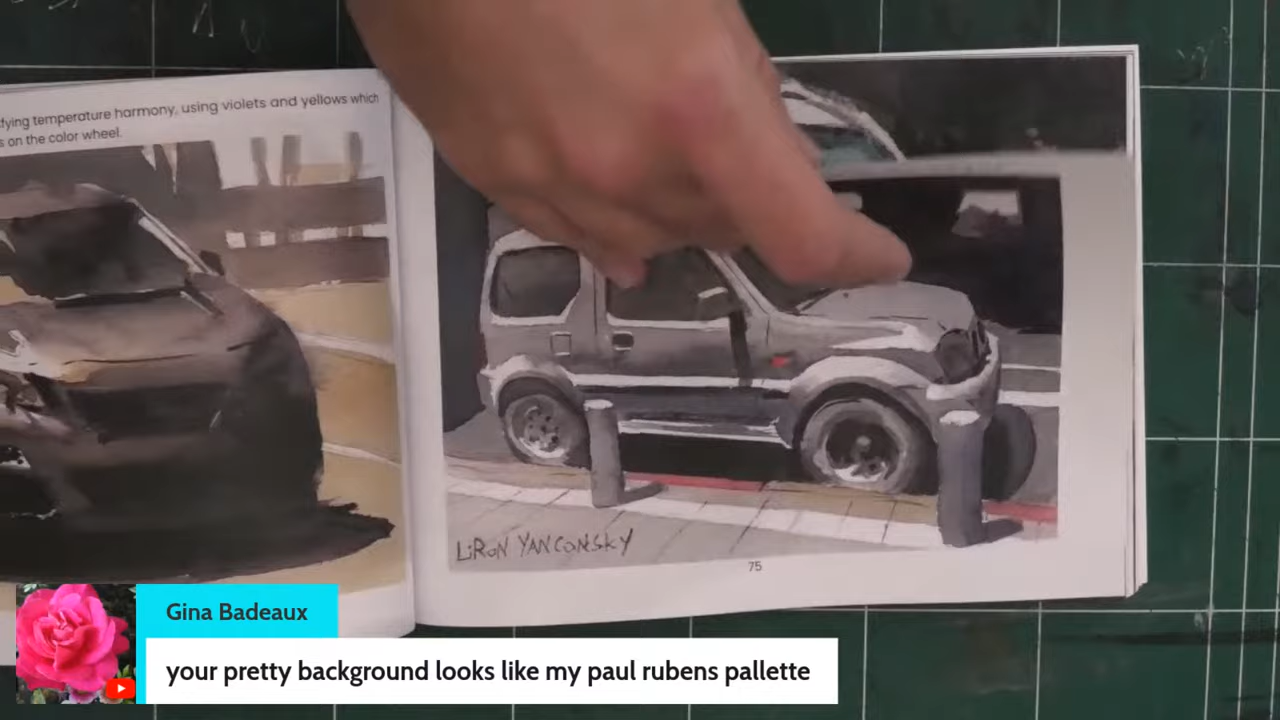 fying temperature harmony, using violets and yellows which
s on the color wheel.
LiRON YANCONSKY
75
Gina Badeaux
your pretty background looks like my paul rubens pallette